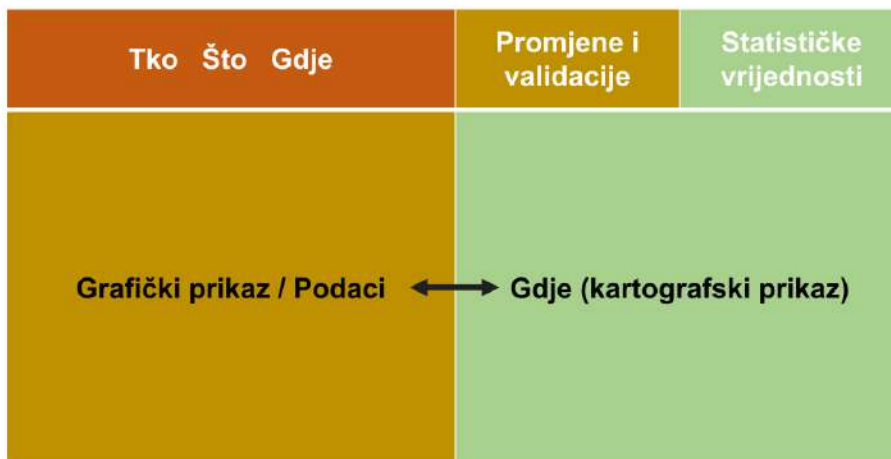 Tko Što Gdje
Promjene i
validacije
Statističke
vrijednosti
Grafički prikaz / Podaci
Gdje (kartografski prikaz)